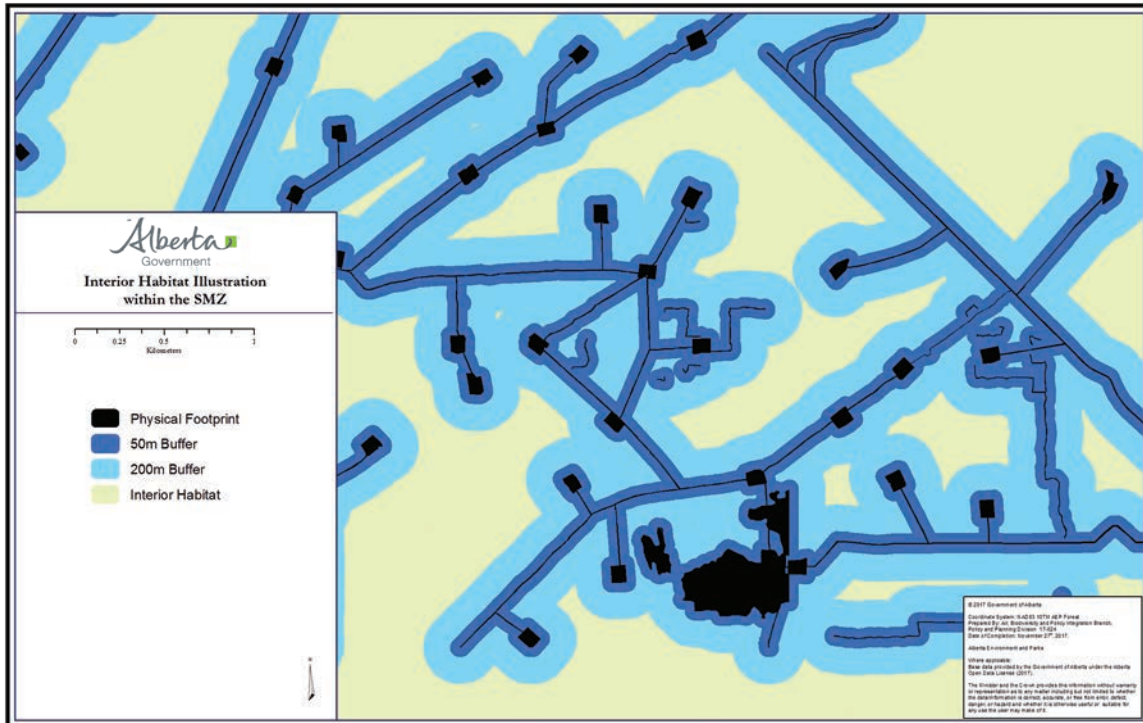 Alberta
Government
Interior Habitat Illustration
within the SMZ
0 0.25 0.5 1
Kilometers
Physical Footprint
50m Buffer
200m Buffer
Interior Habitat
© 2017 Government of Alberta
Coordinate System: NAD83 10TM AEP Forest
Prepared By: Air, Biodiversity and Policy Integration Branch,
Policy and Planning Division 17-024
Date of Completion: November 27th, 2017.
Alberta Environment and Parks
Where applicable:
Base data provided by the Government of Alberta under the Alberta
Open Data License (2017).
The Minister and the Crown provides this information without warranty
or representation as to any matter including but not limited to whether
the data/information is correct, accurate, or free from error, defect,
danger, or hazard and whether it is otherwise useful or suitable for
any use the user may make of it.